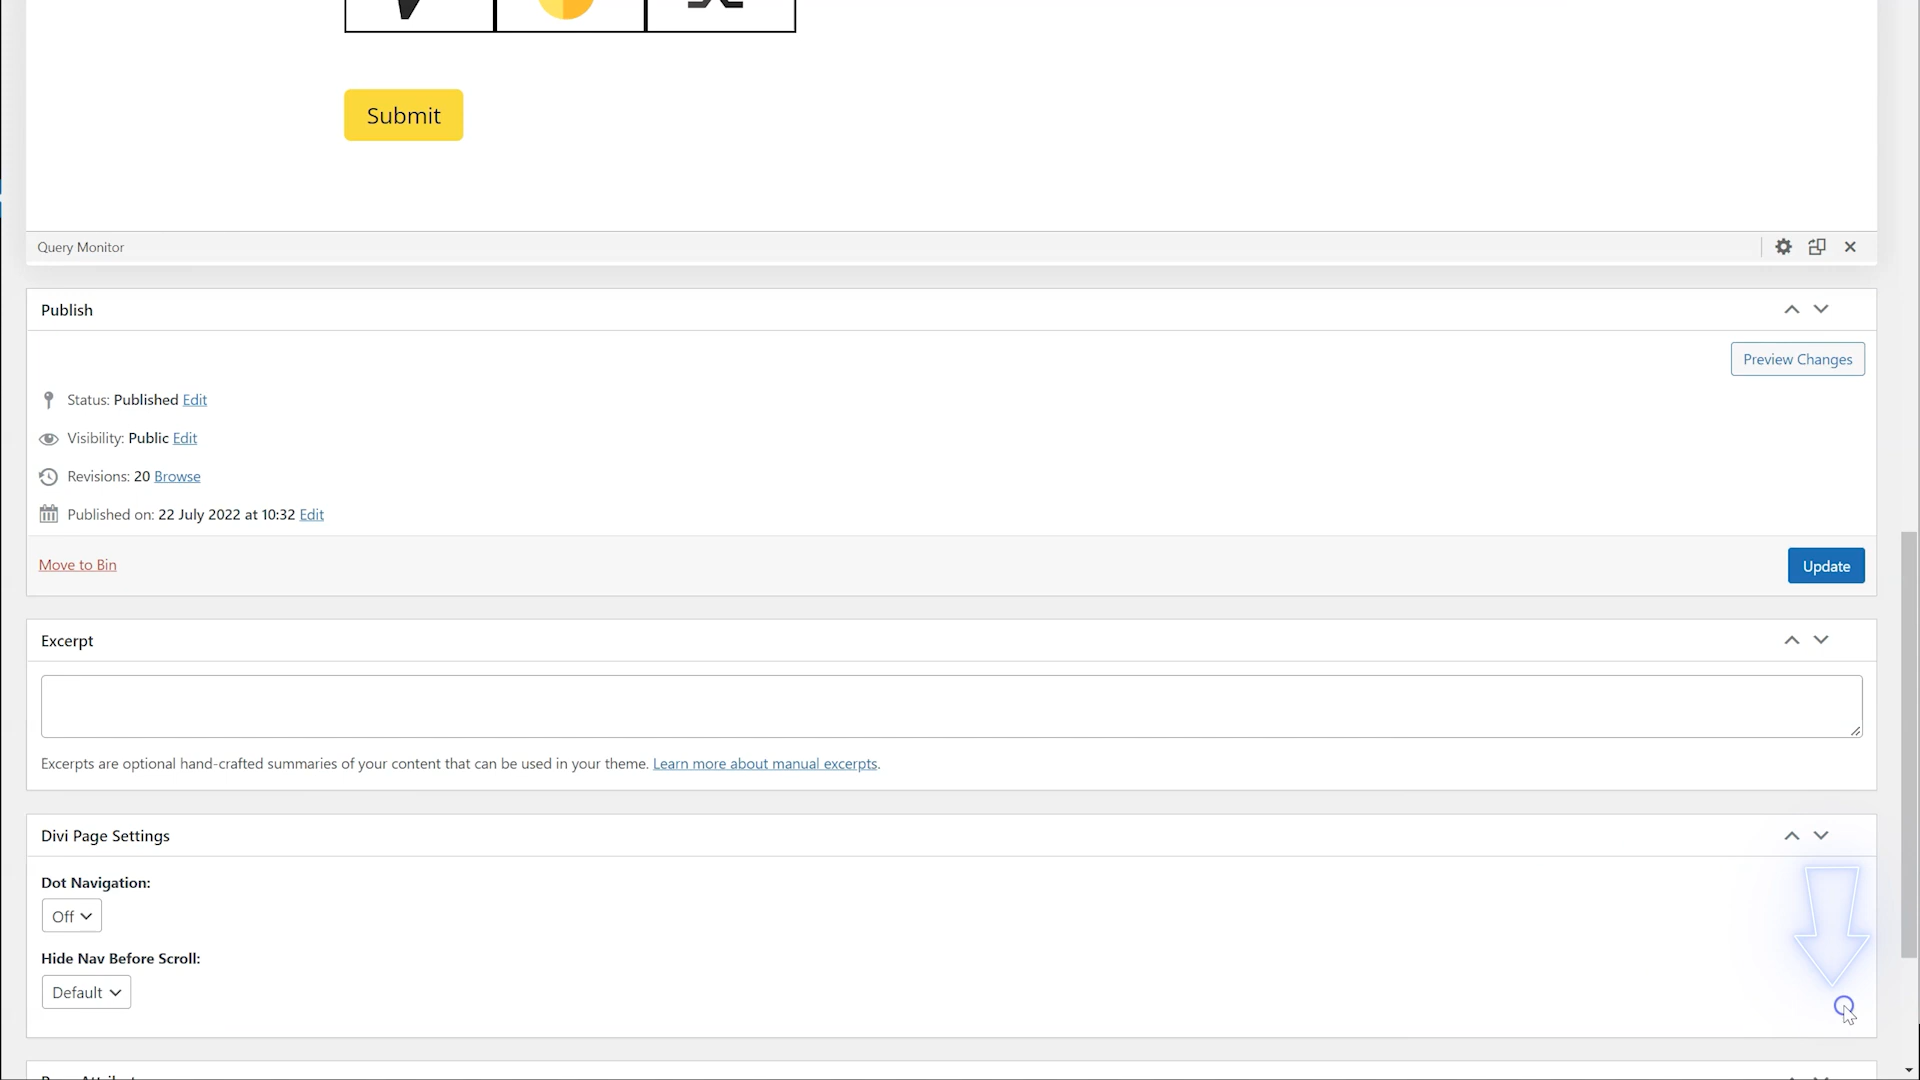 Submit
Query Monitor
Publish
Preview Changes
Status: Published Edit
Visibility: Public Edit
Revisions: 20 Browse
Published on: 22 July 2022 at 10:32 Edit
Move to Bin
Update
Excerpt
Excerpts are optional hand-crafted summaries of your content that can be used in your theme. Learn more about manual excerpts.
Divi Page Settings
Dot Navigation:
Off
Hide Nav Before Scroll:
Default